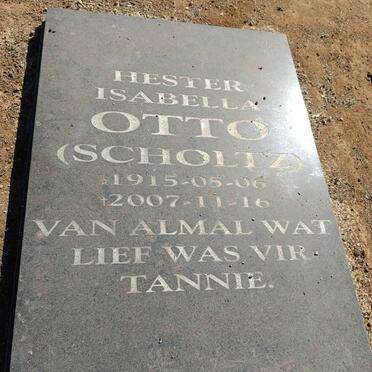 HESTER
ISABELLA
OTTO
(SCHOLTZ)
*1915-05-06
†2007-11-16
VAN ALMAL WAT
LIEF WAS VIR
TANNIE.